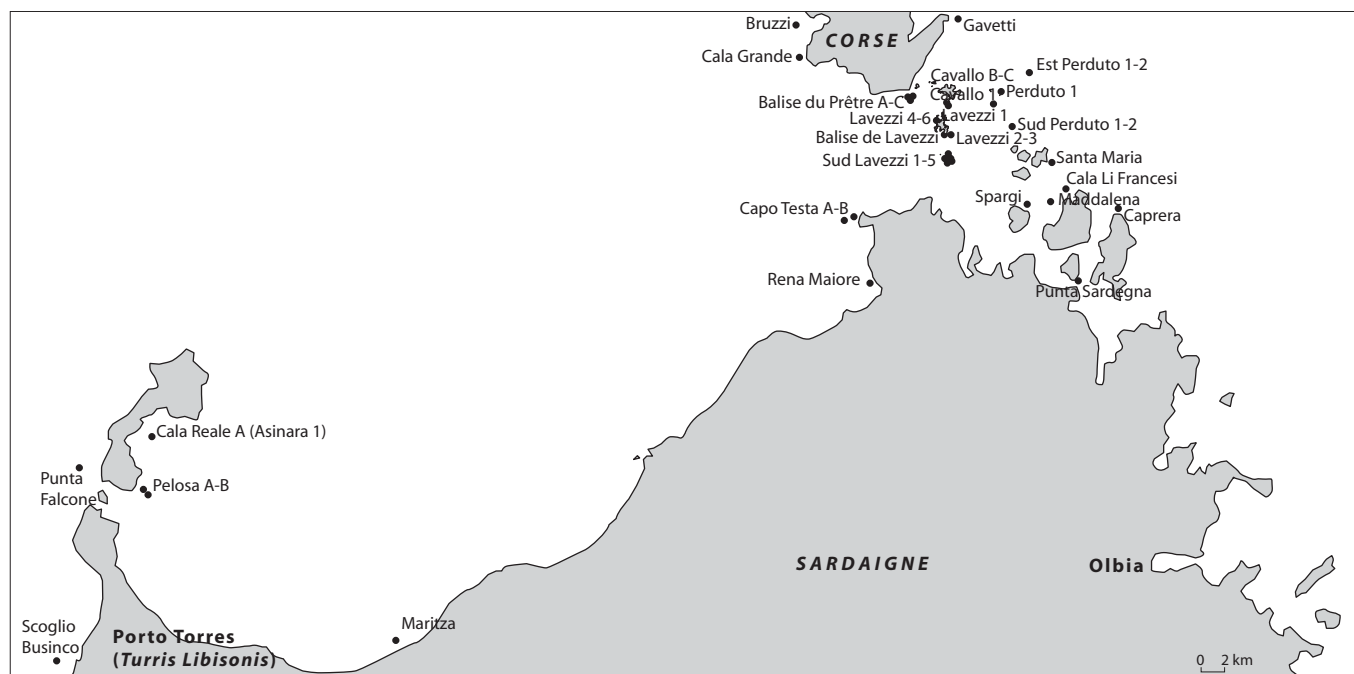 Bruzzi
CORSE
Gavetti
Cala Grande
Est Perduto 1-2
Cavallo B-C
Cavallo 1
Perduto 1
Balise du Prêtre A-C
Lavezzi 1
Lavezzi 4-6
Sud Perduto 1-2
Balise de Lavezzi
Lavezzi 2-3
Sud Lavezzi 1-5
Santa Maria
Cala Li Francesi
Spargi
Maddalena
Capo Testa A-B
Caprera
Rena Maiore
Punta Sardegna
Cala Reale A (Asinara 1)
Punta
Falcone
Pelosa A-B
SARDAIGNE
Olbia
Maritza
Scoglio
Businco
Porto Torres
(Turris Libisonis)
0 2 km